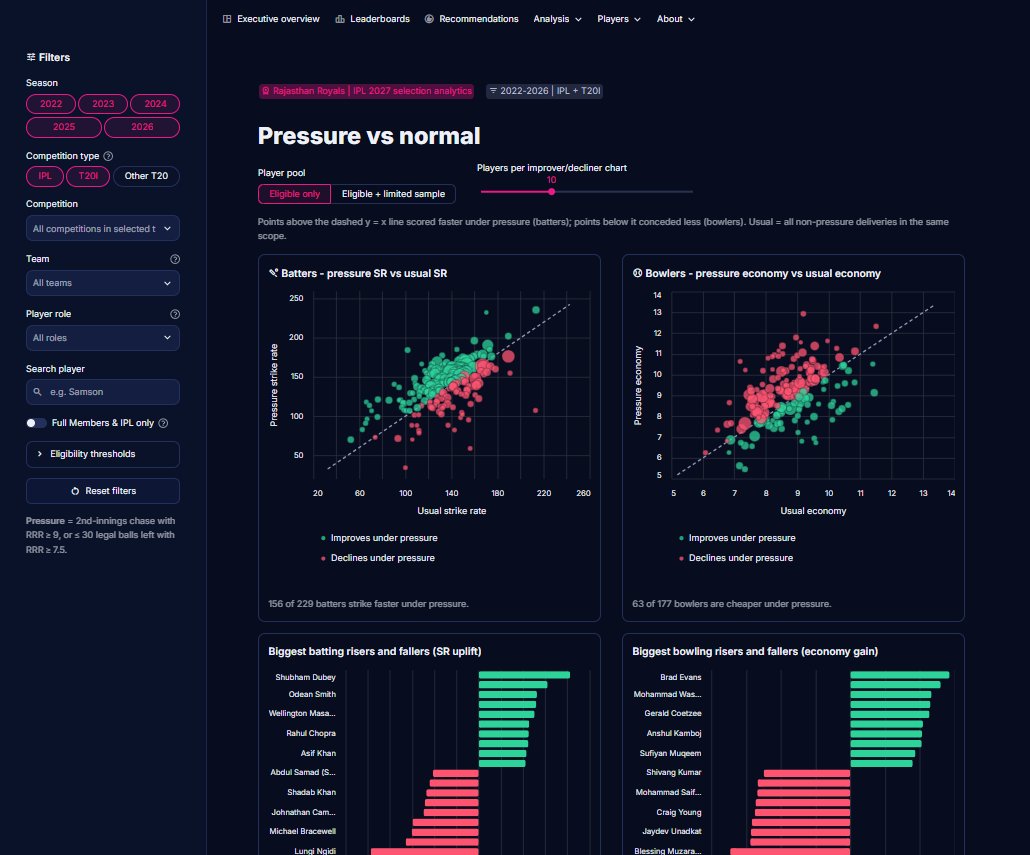 Executive overview
Leaderboards
Recommendations
Analysis
Players
About
Filters
Season
2022
2023
2024
2025
2026
Competition type
IPL
T20I
Other T20
Competition
All competitions in selected t
Team
All teams
Player role
All roles
Search player
e.g. Samson
Full Members & IPL only
Eligibility thresholds
Reset filters
Pressure = 2nd-innings chase with
RRR ≥ 9, or ≤ 30 legal balls left with
RRR ≥ 7.5.
Rajasthan Royals | IPL 2027 selection analytics
2022-2026 | IPL + T20I
Pressure vs normal
Player pool
Eligible only
Eligible + limited sample
Players per improver/decliner chart
10
Points above the dashed y = x line scored faster under pressure (batters); points below it conceded less (bowlers). Usual = all non-pressure deliveries in the same
scope.
Batters - pressure SR vs usual SR
Pressure strike rate
250
200
150
100
50
20
60
100
140
180
220
260
Usual strike rate
Improves under pressure
Declines under pressure
156 of 229 batters strike faster under pressure.
Bowlers - pressure economy vs usual economy
Pressure economy
14
13
12
11
10
9
8
7
6
5
5
6
7
8
9
10
11
12
13
14
Usual economy
Improves under pressure
Declines under pressure
63 of 177 bowlers are cheaper under pressure.
Biggest batting risers and fallers (SR uplift)
Shubham Dubey
Odean Smith
Wellington Masa...
Rahul Chopra
Asif Khan
Abdul Samad (S...
Shadab Khan
Johnathan Cam...
Michael Bracewell
Lungi Ngidi
Biggest bowling risers and fallers (economy gain)
Brad Evans
Mohammad Was...
Gerald Coetzee
Anshul Kamboj
Sufiyan Muqeem
Shivang Kumar
Mohammad Saif...
Craig Young
Jaydev Unadkat
Blessing Muzara...